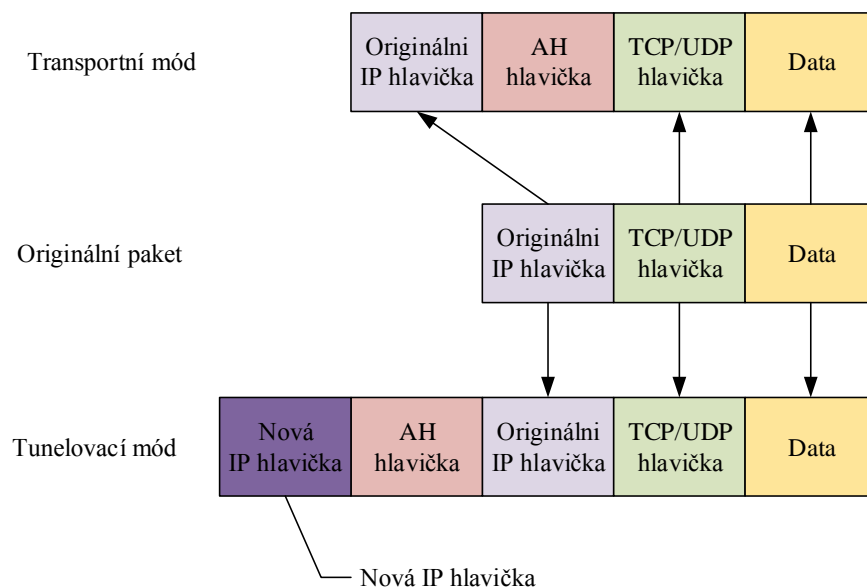 Transportní mód
Originálni
IP hlavička
AH
hlavička
TCP/UDP
hlavička
Data
Originální paket
Originálni
IP hlavička
TCP/UDP
hlavička
Data
Tunelovací mód
Nová
IP hlavička
AH
hlavička
Originálni
IP hlavička
TCP/UDP
hlavička
Data
Nová IP hlavička